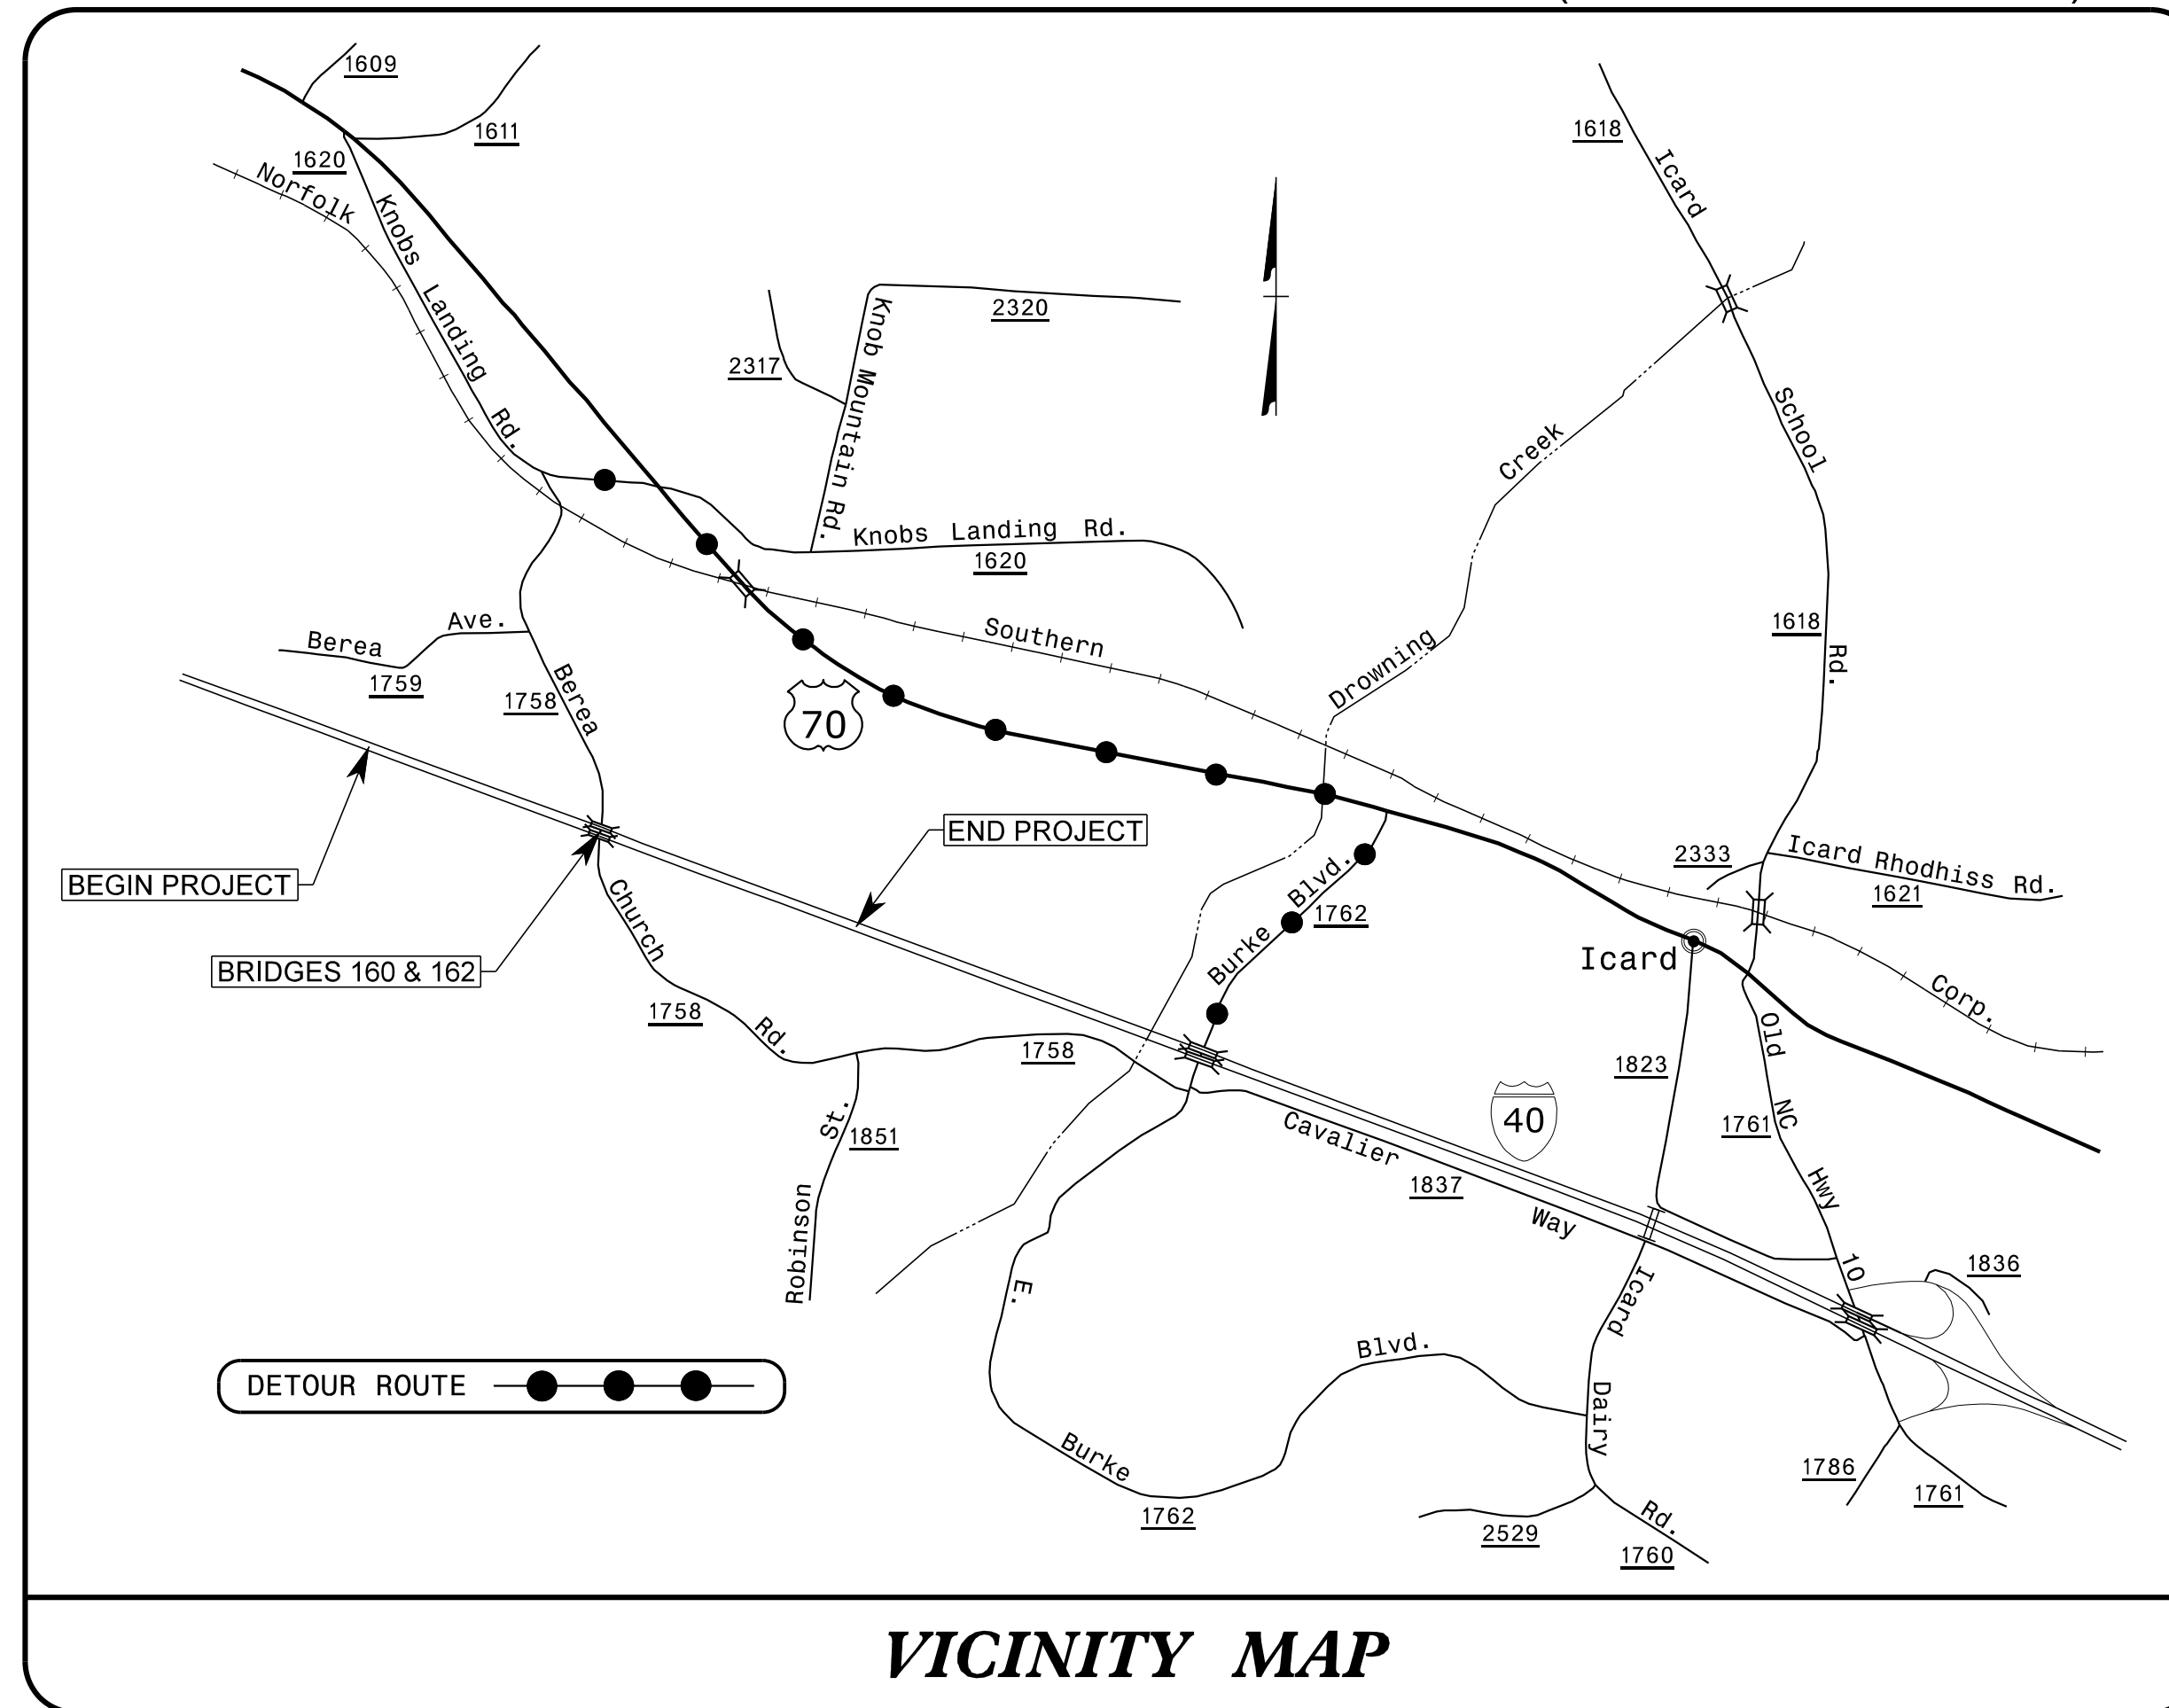 1609
1611
1620
Norfolk
Knobs Landing Rd.
1618
Icard School Rd.
2320
2317
Knob Mountain Rd.
Creek
Knobs Landing Rd.
1620
Berea Ave.
1759
1758
Berea
Southern
Drowning
1618
70
BEGIN PROJECT
END PROJECT
BRIDGES 160 & 162
Church
1758
Rd.
1758
Burke Blvd.
1762
2333
Icard Rhodhiss Rd.
1621
Icard
Corp.
Old NC Hwy 10
1823
1761
40
Cavalier Way
1837
Robinson St.
1851
E.
Burke
Blvd.
1762
Icard Dairy Rd.
1836
1786
1761
2529
1760
DETOUR ROUTE
VICINITY MAP